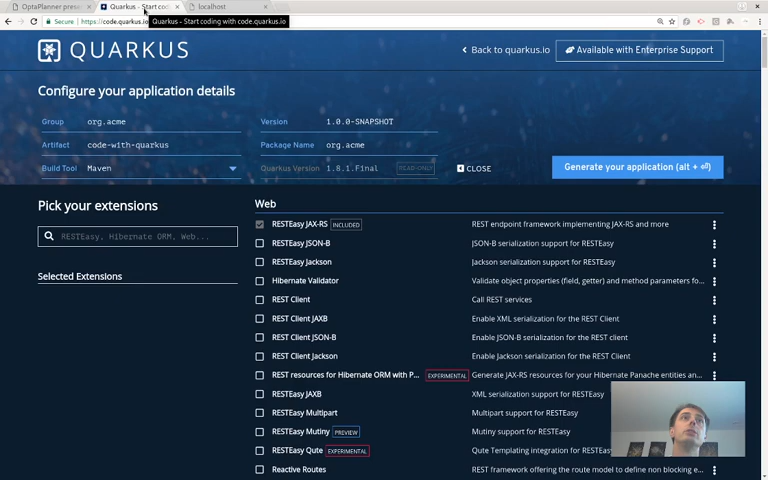 OptaPlanner pres
Quarkus - Start cod
localhost
Secure
https://code.quarkus.io
Quarkus - Start coding with code.quarkus.io
QUARKUS
Back to quarkus.io
Available with Enterprise Support
Configure your application details
Group org.acme
Version 1.0.0-SNAPSHOT
Artifact code-with-quarkus
Package Name org.acme
Build Tool Maven
Quarkus Version 1.8.1.Final READ-ONLY
CLOSE
Generate your application (alt + ⏎)
Pick your extensions
RESTEasy, Hibernate ORM, Web...
Selected Extensions
Web
RESTEasy JAX-RS INCLUDED REST endpoint framework implementing JAX-RS and more
RESTEasy JSON-B JSON-B serialization support for RESTEasy
RESTEasy Jackson Jackson serialization support for RESTEasy
Hibernate Validator Validate object properties (field, getter) and method parameters fo...
REST Client Call REST services
REST Client JAXB Enable XML serialization for the REST Client
REST Client JSON-B Enable JSON-B serialization for the REST client
REST Client Jackson Enable Jackson serialization for the REST Client
REST resources for Hibernate ORM with P... EXPERIMENTAL Generate JAX-RS resources for your Hibernate Panache entities an...
RESTEasy JAXB XML serialization support for RESTEasy
RESTEasy Multipart Multipart support for RESTEasy
RESTEasy Mutiny PREVIEW Mutiny support for RESTEasy
RESTEasy Qute EXPERIMENTAL Qute Templating integration for RESTEasy
Reactive Routes REST framework offering the route model to define non blocking e...